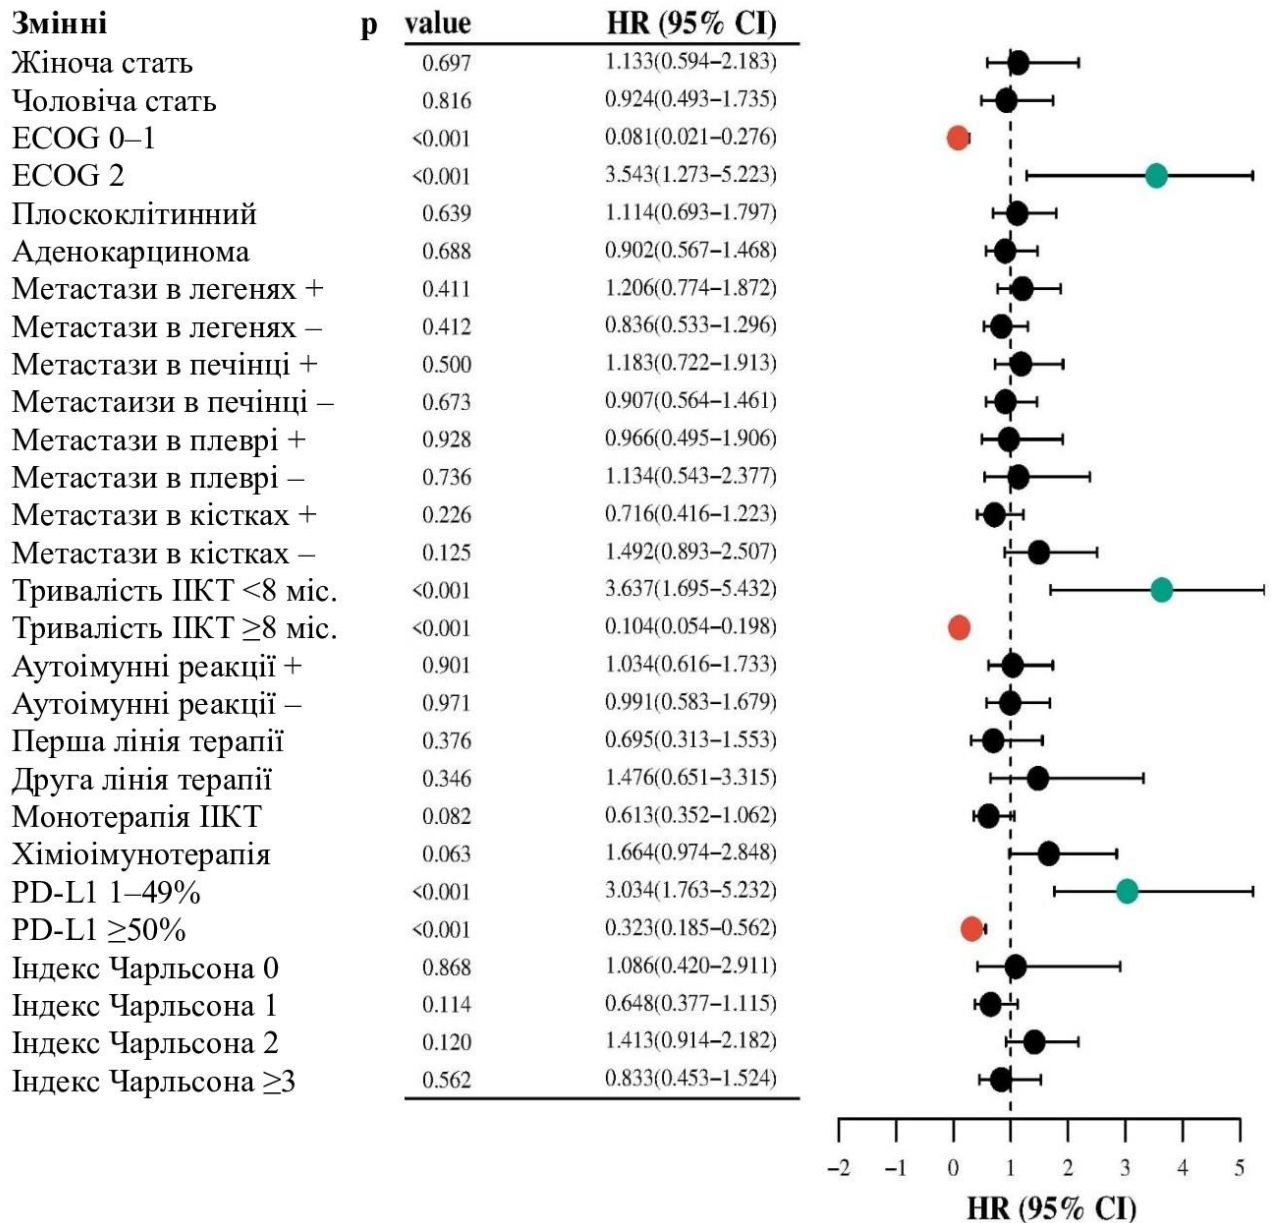 Змінні p value HR (95% CI)
Жіноча стать 0.697 1.133(0.594–2.183)
Чоловіча стать 0.816 0.924(0.493–1.735)
ECOG 0–1 <0.001 0.081(0.021–0.276)
ECOG 2 <0.001 3.543(1.273–5.223)
Плоскоклітинний 0.639 1.114(0.693–1.797)
Аденокарцинома 0.688 0.902(0.567–1.468)
Метастази в легенях + 0.411 1.206(0.774–1.872)
Метастази в легенях – 0.412 0.836(0.533–1.296)
Метастази в печінці + 0.500 1.183(0.722–1.913)
Метастаизи в печінці – 0.673 0.907(0.564–1.461)
Метастази в плеврі + 0.928 0.966(0.495–1.906)
Метастази в плеврі – 0.736 1.134(0.543–2.377)
Метастази в кістках + 0.226 0.716(0.416–1.223)
Метастази в кістках – 0.125 1.492(0.893–2.507)
Тривалість ІІКТ <8 міс. <0.001 3.637(1.695–5.432)
Тривалість ІІКТ ≥8 міс. <0.001 0.104(0.054–0.198)
Аутоімунні реакції + 0.901 1.034(0.616–1.733)
Аутоімунні реакції – 0.971 0.991(0.583–1.679)
Перша лінія терапії 0.376 0.695(0.313–1.553)
Друга лінія терапії 0.346 1.476(0.651–3.315)
Монотерапія ІІКТ 0.082 0.613(0.352–1.062)
Хіміоімунотерапія 0.063 1.664(0.974–2.848)
PD-L1 1–49% <0.001 3.034(1.763–5.232)
PD-L1 ≥50% <0.001 0.323(0.185–0.562)
Індекс Чарльсона 0 0.868 1.086(0.420–2.911)
Індекс Чарльсона 1 0.114 0.648(0.377–1.115)
Індекс Чарльсона 2 0.120 1.413(0.914–2.182)
Індекс Чарльсона ≥3 0.562 0.833(0.453–1.524)
–2 –1 0 1 2 3 4 5
HR (95% CI)